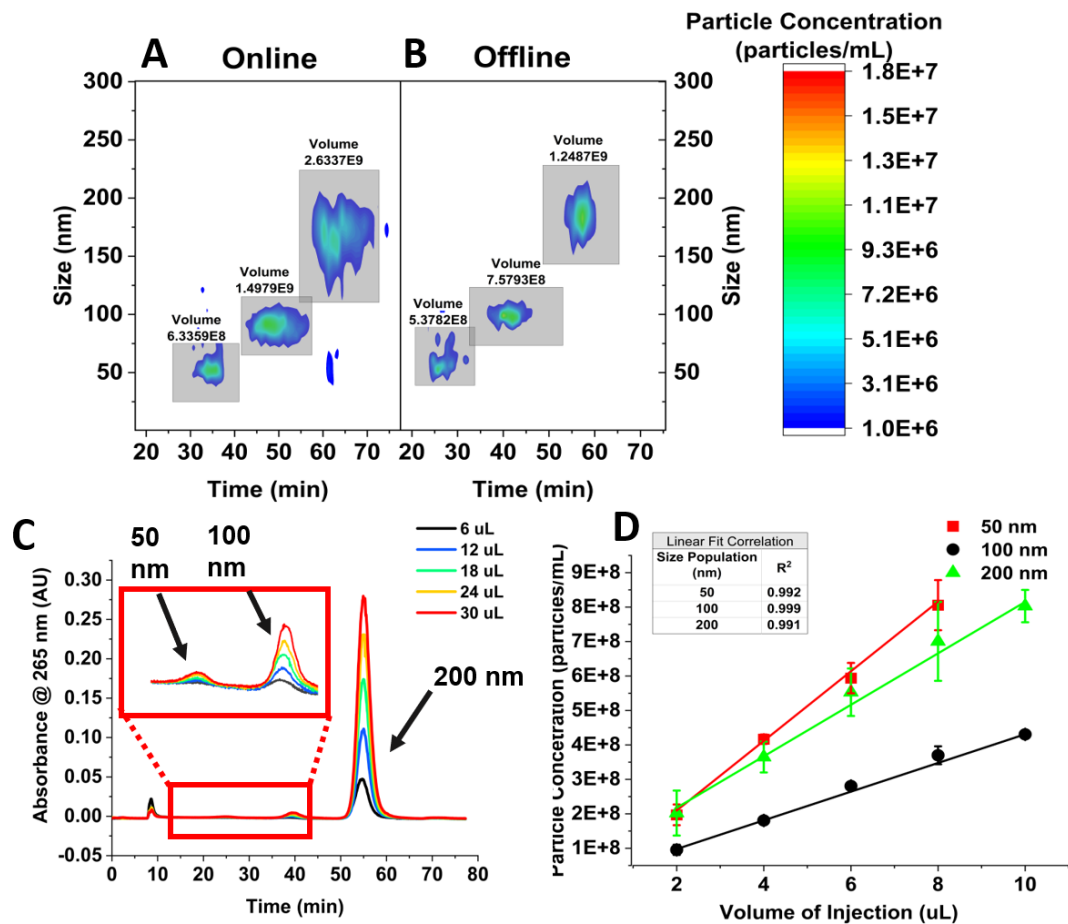 A
Online
B
Offline
Particle Concentration
(particles/mL)
300
250
200
150
100
50
Size (nm)
Volume
2.6337E9
Volume
1.4979E9
Volume
6.3359E8
Volume
1.2487E9
Volume
7.5793E8
Volume
5.3782E8
300
250
200
150
100
50
Size (nm)
1.8E+7
1.5E+7
1.3E+7
1.1E+7
9.3E+6
7.2E+6
5.1E+6
3.1E+6
1.0E+6
20 30 40 50 60 70
20 30 40 50 60 70
Time (min)
Time (min)
C
50
nm
100
nm
6 uL
12 uL
18 uL
24 uL
30 uL
200 nm
Absorbance @ 265 nm (AU)
0.30
0.25
0.20
0.15
0.10
0.05
0.00
-0.05
0 10 20 30 40 50 60 70 80
Time (min)
D
Linear Fit Correlation
Size Population
(nm)
R²
50 0.992
100 0.999
200 0.991
50 nm
100 nm
200 nm
Particle Concetration (particles/mL)
9E+8
8E+8
7E+8
6E+8
5E+8
4E+8
3E+8
2E+8
1E+8
2 4 6 8 10
Volume of Injection (uL)